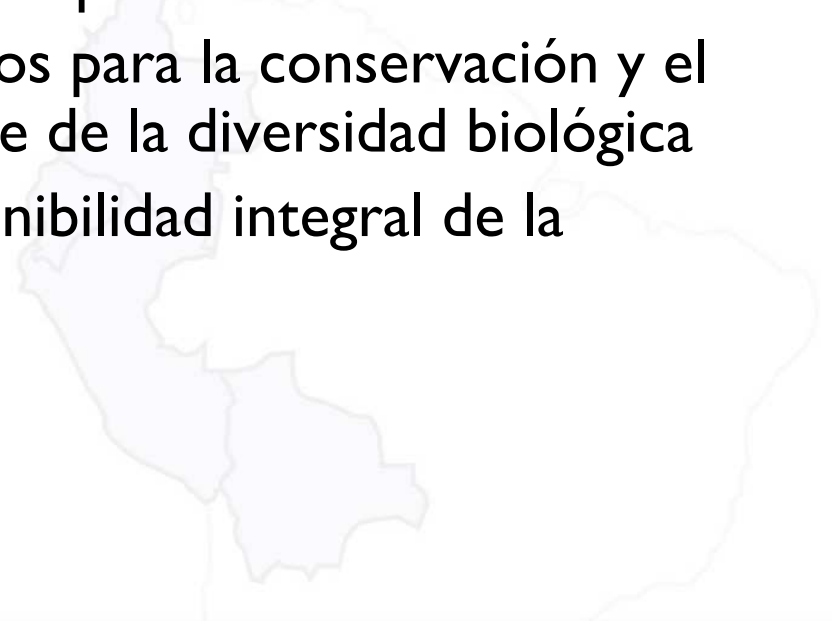 os para la conservación y el
e de la diversidad biológica
nibilidad integral de la